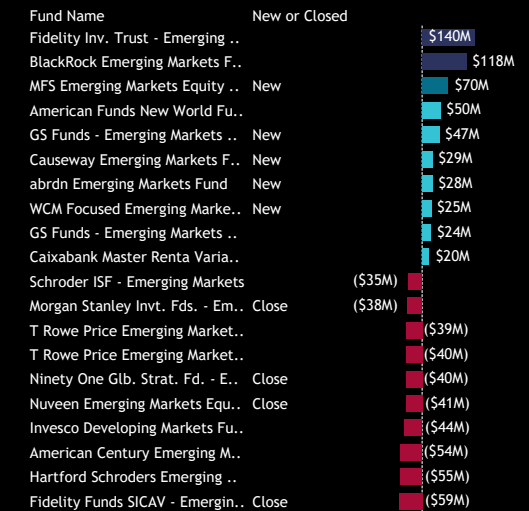 Fund Name New or Closed
Fidelity Inv. Trust - Emerging .. $140M
BlackRock Emerging Markets F.. $118M
MFS Emerging Markets Equity .. New $70M
American Funds New World Fu.. $50M
GS Funds - Emerging Markets .. New $47M
Causeway Emerging Markets F.. New $29M
abrdn Emerging Markets Fund New $28M
WCM Focused Emerging Marke.. New $25M
GS Funds - Emerging Markets .. $24M
Caixabank Master Renta Varia.. $20M
Schroder ISF - Emerging Markets ($35M)
Morgan Stanley Invt. Fds. - Em.. Close ($38M)
T Rowe Price Emerging Market.. ($39M)
T Rowe Price Emerging Market.. ($40M)
Ninety One Glb. Strat. Fd. - E.. Close ($40M)
Nuveen Emerging Markets Equ.. Close ($41M)
Invesco Developing Markets Fu.. ($44M)
American Century Emerging M.. ($54M)
Hartford Schroders Emerging .. ($55M)
Fidelity Funds SICAV - Emergin.. Close ($59M)